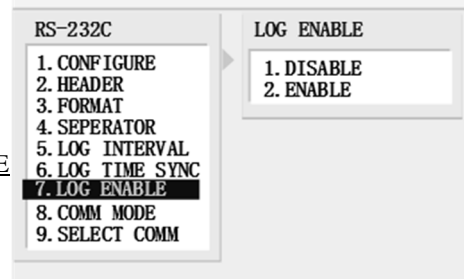 RS-232C
1. CONFIGURE
2. HEADER
3. FORMAT
4. SEPERATOR
5. LOG INTERVAL
6. LOG TIME SYNC
7. LOG ENABLE
8. COMM MODE
9. SELECT COMM
LOG ENABLE
1. DISABLE
2. ENABLE
E